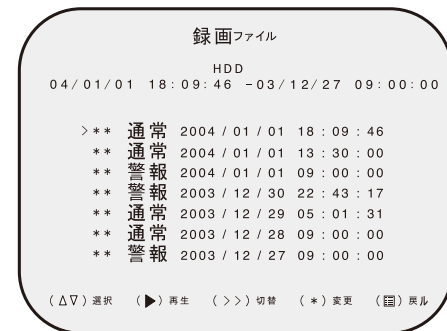 録画ファイル
HDD
04/01/01 18:09:46 -03/12/27 09:00:00
>** 通常 2004/01/01 18:09:46
** 通常 2004/01/01 13:30:00
** 警報 2004/01/01 09:00:00
** 警報 2003/12/30 22:43:17
** 通常 2003/12/29 05:01:31
** 通常 2003/12/28 09:00:00
** 警報 2003/12/27 09:00:00
(△▽)選択 (▶)再生 (>>)切替 (*)変更 (▤)戻ル